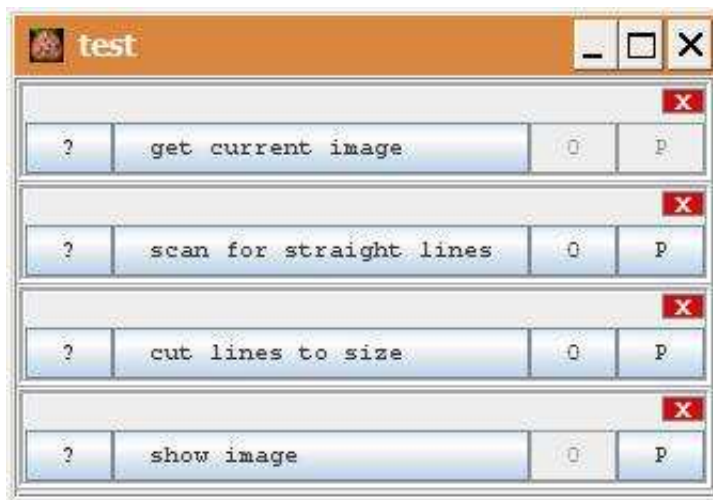 test
X
? get current image O P
X
? scan for straight lines O P
X
? cut lines to size O P
X
? show image O P